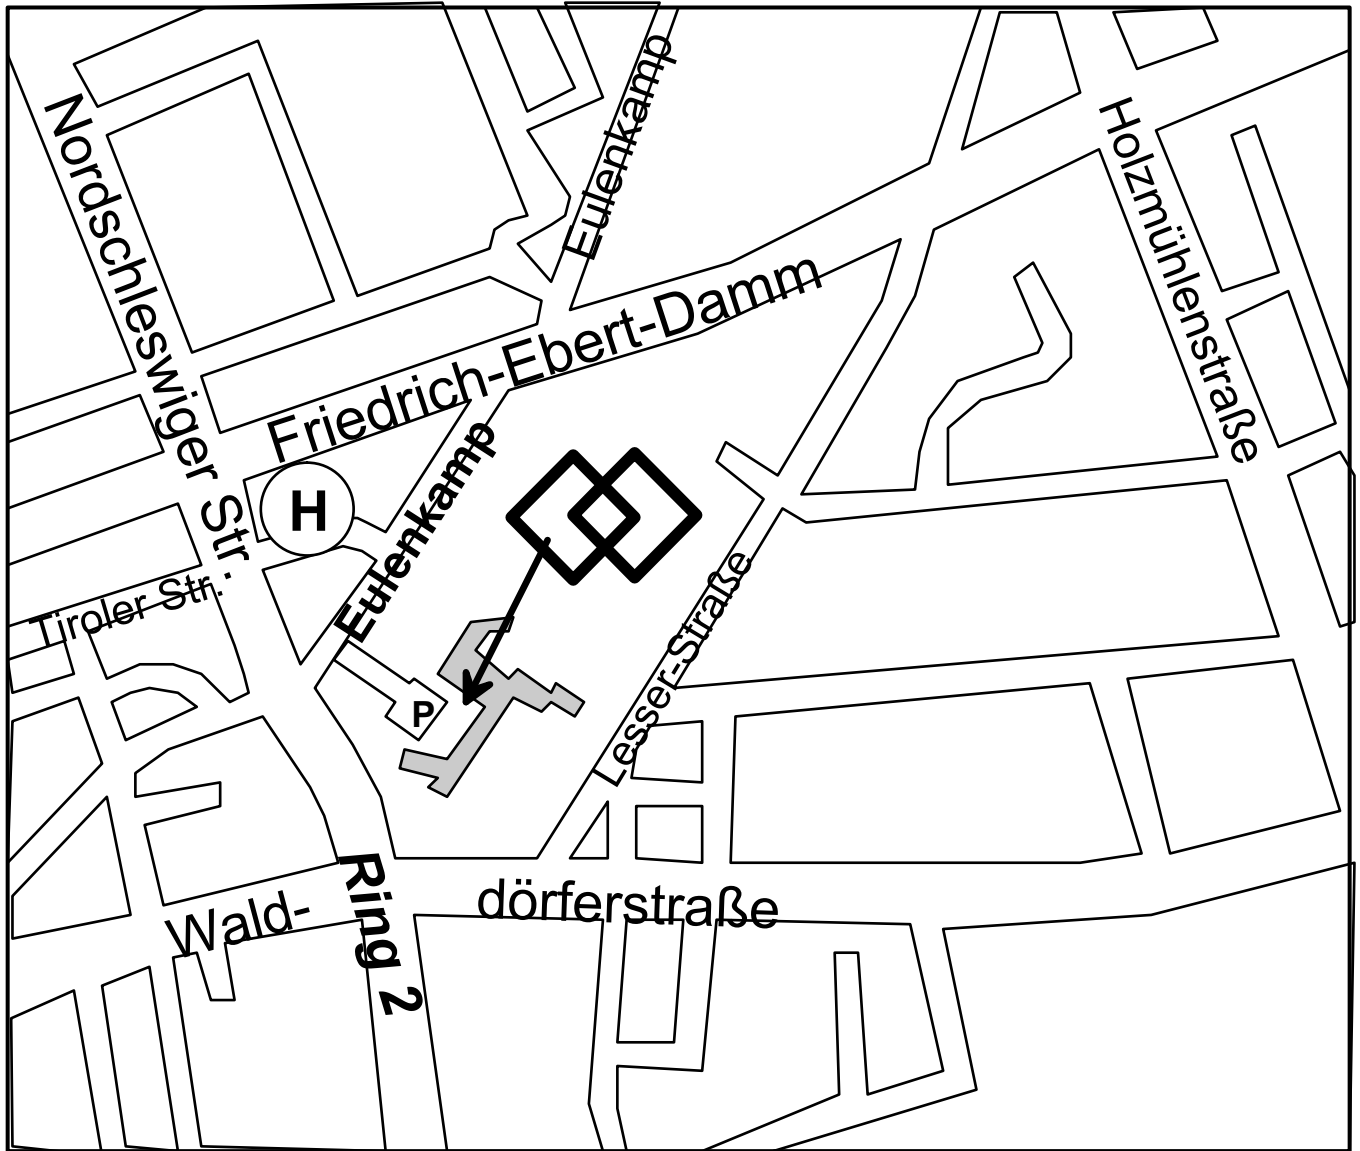 Eulenkamp
Nordschleswiger Str.
Holzmühlenstraße
Friedrich-Ebert-Damm
H
Eulenkamp
Tiroler Str.
Lesser-Straße
P
Ring 2
Wald-
dörferstraße